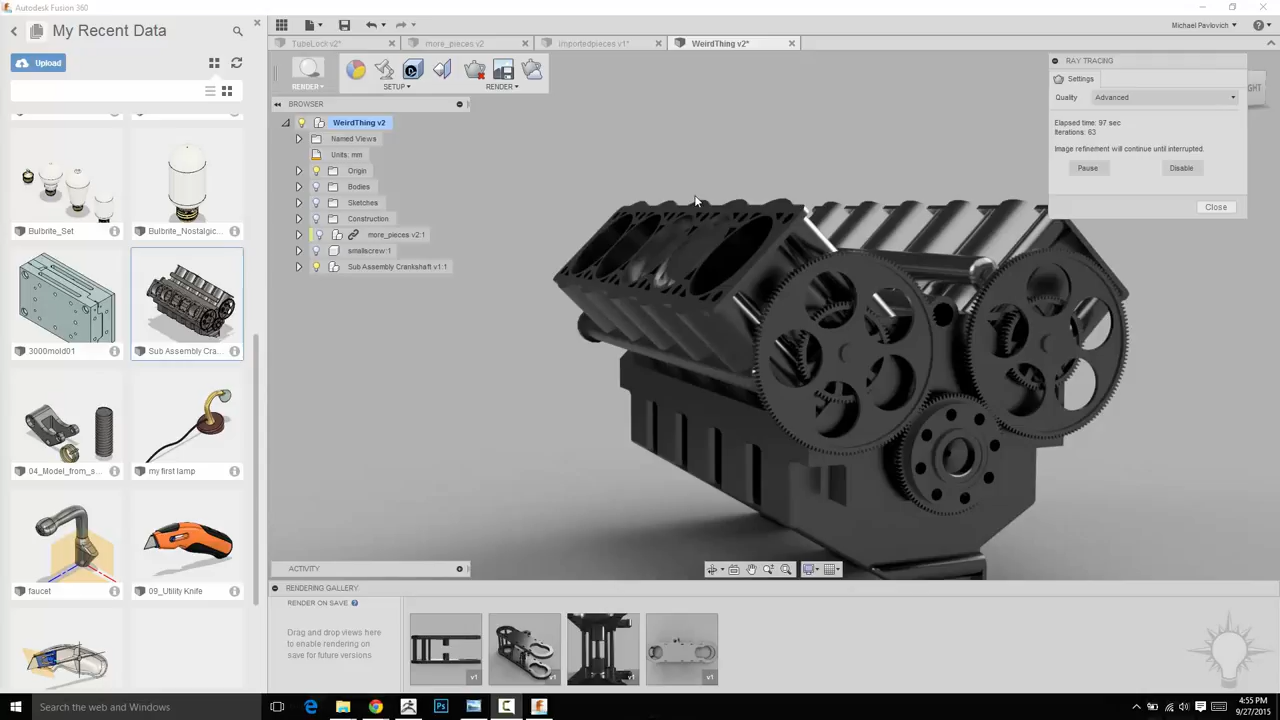 Autodesk Fusion 360
My Recent Data
Upload
Bulbrite_Set
Bulbrite_Nostalgic...
3000mold01
Sub Assembly Cra...
04_Model_from_s...
my first lamp
faucet
09_Utility Knife
Michael Pavlovich
TubeLock v2*
more_pieces v2
importedpieces v1*
WeirdThing v2*
RENDER
SETUP
RENDER
BROWSER
WeirdThing v2
Named Views
Units: mm
Origin
Bodies
Sketches
Construction
more_pieces v2:1
smallscrew:1
Sub Assembly Crankshaft v1:1
RAY TRACING
Settings
Quality
Advanced
Elapsed time: 97 sec
Iterations: 63
Image refinement will continue until interrupted.
Pause
Disable
Close
ACTIVITY
RENDERING GALLERY
RENDER ON SAVE
Drag and drop views here
to enable rendering on
save for future versions
v1
v1
v1
v1
Search the web and Windows
4:55 PM
9/27/2015